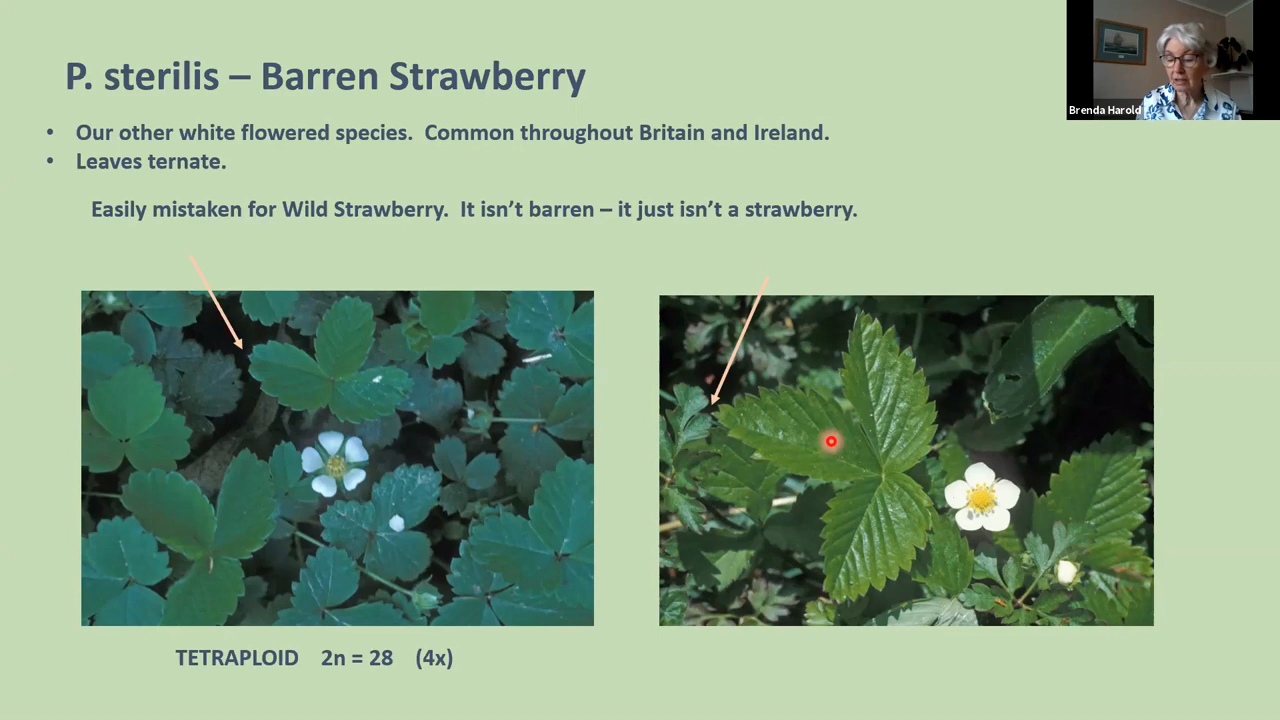 P. sterilis – Barren Strawberry
Brenda Harold
• Our other white flowered species.  Common throughout Britain and Ireland.
• Leaves ternate.
Easily mistaken for Wild Strawberry.  It isn’t barren – it just isn’t a strawberry.
TETRAPLOID    2n = 28    (4x)